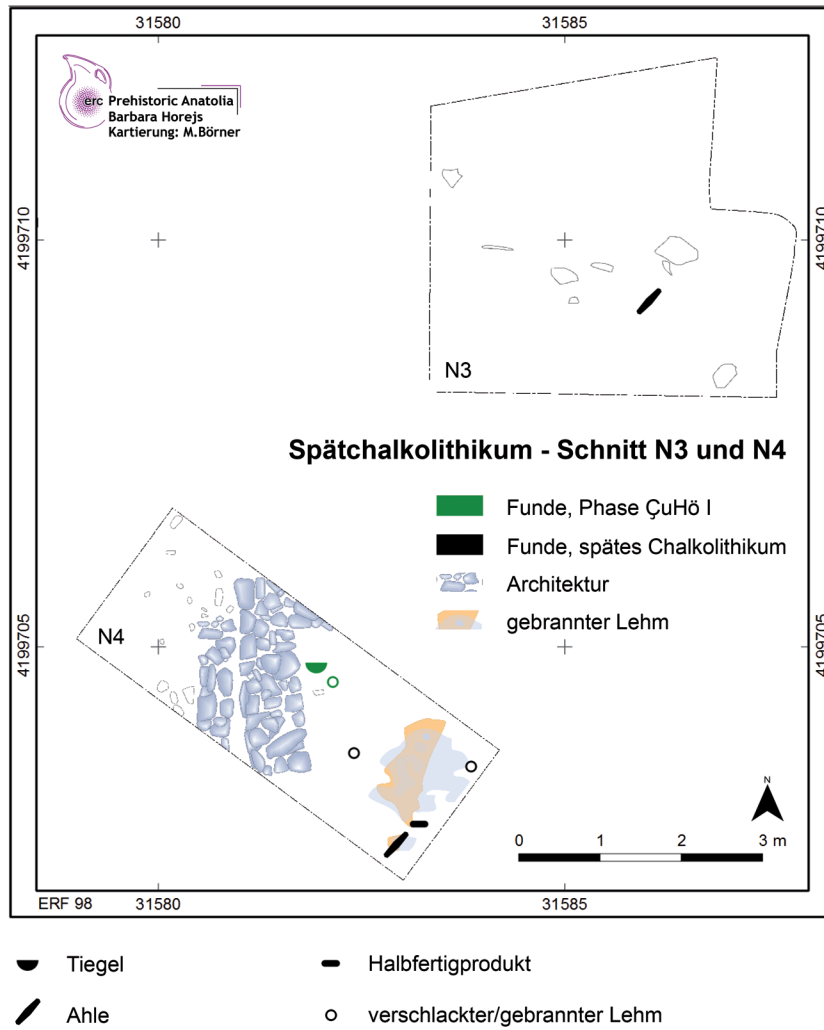 31580
31585
erc Prehistoric Anatolia
Barbara Horejs
Kartierung: M.Börner
4199710
4199710
N3
Spätchalkolithikum - Schnitt N3 und N4
Funde, Phase ÇuHö I
Funde, spätes Chalkolithikum
Architektur
gebrannter Lehm
N4
4199705
4199705
N
0 1 2 3 m
ERF 98
31580
31585
Tiegel
Halbfertigprodukt
Ahle
verschlackter/gebrannter Lehm